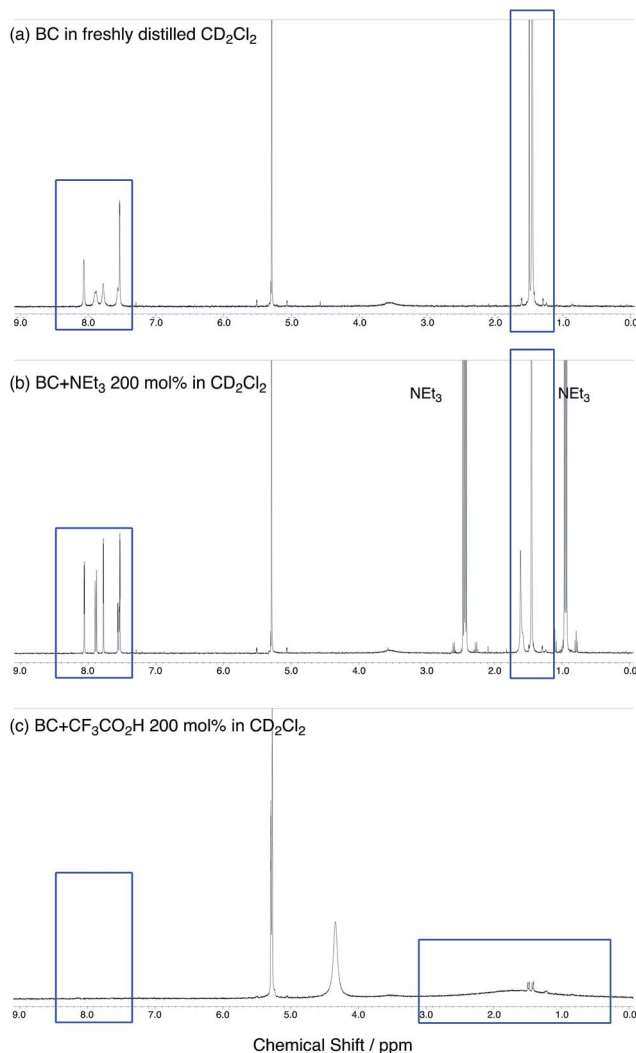 (a) BC in freshly distilled CD₂Cl₂
9.0 8.0 7.0 6.0 5.0 4.0 3.0 2.0 1.0 0.0
(b) BC+NEt₃ 200 mol% in CD₂Cl₂
NEt₃ NEt₃
9.0 8.0 7.0 6.0 5.0 4.0 3.0 2.0 1.0 0.0
(c) BC+CF₃CO₂H 200 mol% in CD₂Cl₂
9.0 8.0 7.0 6.0 5.0 4.0 3.0 2.0 1.0 0.0
Chemical Shift / ppm